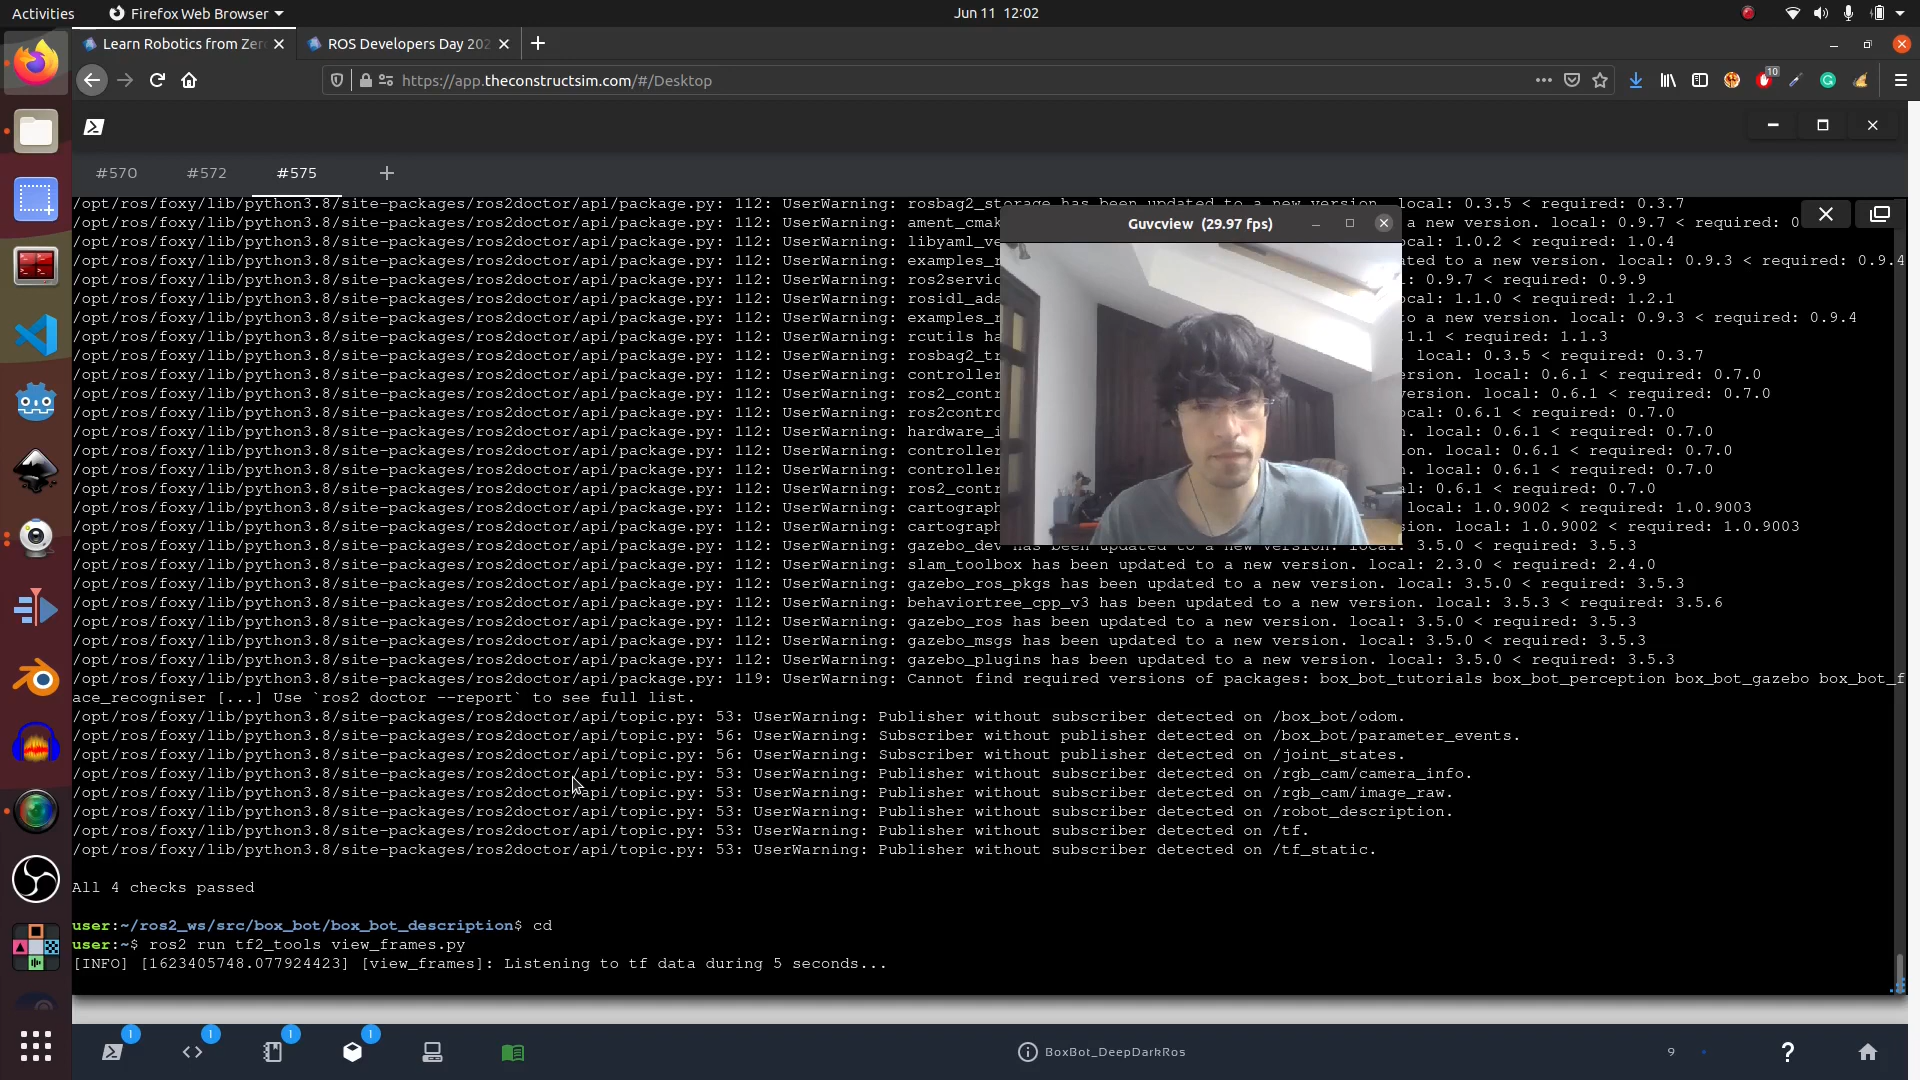 Activities Firefox Web Browser Jun 11 12:02
Learn Robotics from Zer ROS Developers Day 202
https://app.theconstructsim.com/#/Desktop 10
#570 #572 #575
/opt/ros/foxy/lib/python3.8/site-packages/ros2doctor/api/package.py: 112: UserWarning: rosbag2_storage has been updated to a new version. local: 0.3.5 < required: 0.3.7
/opt/ros/foxy/lib/python3.8/site-packages/ros2doctor/api/package.py: 112: UserWarning: ament_cmak a new version. local: 0.9.7 < required: 0
Guvcview (29.97 fps)
/opt/ros/foxy/lib/python3.8/site-packages/ros2doctor/api/package.py: 112: UserWarning: libyaml_ve ocal: 1.0.2 < required: 1.0.4
/opt/ros/foxy/lib/python3.8/site-packages/ros2doctor/api/package.py: 112: UserWarning: examples_r ted to a new version. local: 0.9.3 < required: 0.9.4
/opt/ros/foxy/lib/python3.8/site-packages/ros2doctor/api/package.py: 112: UserWarning: ros2servic : 0.9.7 < required: 0.9.9
/opt/ros/foxy/lib/python3.8/site-packages/ros2doctor/api/package.py: 112: UserWarning: rosidl_ada ocal: 1.1.0 < required: 1.2.1
/opt/ros/foxy/lib/python3.8/site-packages/ros2doctor/api/package.py: 112: UserWarning: examples_r to a new version. local: 0.9.3 < required: 0.9.4
/opt/ros/foxy/lib/python3.8/site-packages/ros2doctor/api/package.py: 112: UserWarning: rcutils ha 1.1 < required: 1.1.3
/opt/ros/foxy/lib/python3.8/site-packages/ros2doctor/api/package.py: 112: UserWarning: rosbag2_tr local: 0.3.5 < required: 0.3.7
/opt/ros/foxy/lib/python3.8/site-packages/ros2doctor/api/package.py: 112: UserWarning: controller ersion. local: 0.6.1 < required: 0.7.0
/opt/ros/foxy/lib/python3.8/site-packages/ros2doctor/api/package.py: 112: UserWarning: ros2_contr version. local: 0.6.1 < required: 0.7.0
/opt/ros/foxy/lib/python3.8/site-packages/ros2doctor/api/package.py: 112: UserWarning: ros2contro ocal: 0.6.1 < required: 0.7.0
/opt/ros/foxy/lib/python3.8/site-packages/ros2doctor/api/package.py: 112: UserWarning: hardware_i n. local: 0.6.1 < required: 0.7.0
/opt/ros/foxy/lib/python3.8/site-packages/ros2doctor/api/package.py: 112: UserWarning: controller ion. local: 0.6.1 < required: 0.7.0
/opt/ros/foxy/lib/python3.8/site-packages/ros2doctor/api/package.py: 112: UserWarning: controller n. local: 0.6.1 < required: 0.7.0
/opt/ros/foxy/lib/python3.8/site-packages/ros2doctor/api/package.py: 112: UserWarning: ros2_contr al: 0.6.1 < required: 0.7.0
/opt/ros/foxy/lib/python3.8/site-packages/ros2doctor/api/package.py: 112: UserWarning: cartograph local: 1.0.9002 < required: 1.0.9003
/opt/ros/foxy/lib/python3.8/site-packages/ros2doctor/api/package.py: 112: UserWarning: cartograph sion. local: 1.0.9002 < required: 1.0.9003
/opt/ros/foxy/lib/python3.8/site-packages/ros2doctor/api/package.py: 112: UserWarning: gazebo_dev has been updated to a new version. local: 3.5.0 < required: 3.5.3
/opt/ros/foxy/lib/python3.8/site-packages/ros2doctor/api/package.py: 112: UserWarning: slam_toolbox has been updated to a new version. local: 2.3.0 < required: 2.4.0
/opt/ros/foxy/lib/python3.8/site-packages/ros2doctor/api/package.py: 112: UserWarning: gazebo_ros_pkgs has been updated to a new version. local: 3.5.0 < required: 3.5.3
/opt/ros/foxy/lib/python3.8/site-packages/ros2doctor/api/package.py: 112: UserWarning: behaviortree_cpp_v3 has been updated to a new version. local: 3.5.3 < required: 3.5.6
/opt/ros/foxy/lib/python3.8/site-packages/ros2doctor/api/package.py: 112: UserWarning: gazebo_ros has been updated to a new version. local: 3.5.0 < required: 3.5.3
/opt/ros/foxy/lib/python3.8/site-packages/ros2doctor/api/package.py: 112: UserWarning: gazebo_msgs has been updated to a new version. local: 3.5.0 < required: 3.5.3
/opt/ros/foxy/lib/python3.8/site-packages/ros2doctor/api/package.py: 112: UserWarning: gazebo_plugins has been updated to a new version. local: 3.5.0 < required: 3.5.3
/opt/ros/foxy/lib/python3.8/site-packages/ros2doctor/api/package.py: 119: UserWarning: Cannot find required versions of packages: box_bot_tutorials box_bot_perception box_bot_gazebo box_bot_f
ace_recogniser [...] Use `ros2 doctor --report` to see full list.
/opt/ros/foxy/lib/python3.8/site-packages/ros2doctor/api/topic.py: 53: UserWarning: Publisher without subscriber detected on /box_bot/odom.
/opt/ros/foxy/lib/python3.8/site-packages/ros2doctor/api/topic.py: 56: UserWarning: Subscriber without publisher detected on /box_bot/parameter_events.
/opt/ros/foxy/lib/python3.8/site-packages/ros2doctor/api/topic.py: 56: UserWarning: Subscriber without publisher detected on /joint_states.
/opt/ros/foxy/lib/python3.8/site-packages/ros2doctor/api/topic.py: 53: UserWarning: Publisher without subscriber detected on /rgb_cam/camera_info.
/opt/ros/foxy/lib/python3.8/site-packages/ros2doctor/api/topic.py: 53: UserWarning: Publisher without subscriber detected on /rgb_cam/image_raw.
/opt/ros/foxy/lib/python3.8/site-packages/ros2doctor/api/topic.py: 53: UserWarning: Publisher without subscriber detected on /robot_description.
/opt/ros/foxy/lib/python3.8/site-packages/ros2doctor/api/topic.py: 53: UserWarning: Publisher without subscriber detected on /tf.
/opt/ros/foxy/lib/python3.8/site-packages/ros2doctor/api/topic.py: 53: UserWarning: Publisher without subscriber detected on /tf_static.
All 4 checks passed
user:~/ros2_ws/src/box_bot/box_bot_description$ cd
user:~$ ros2 run tf2_tools view_frames.py
[INFO] [1623405748.077924423] [view_frames]: Listening to tf data during 5 seconds...
1 1 1 1
BoxBot_DeepDarkRos 9 ?